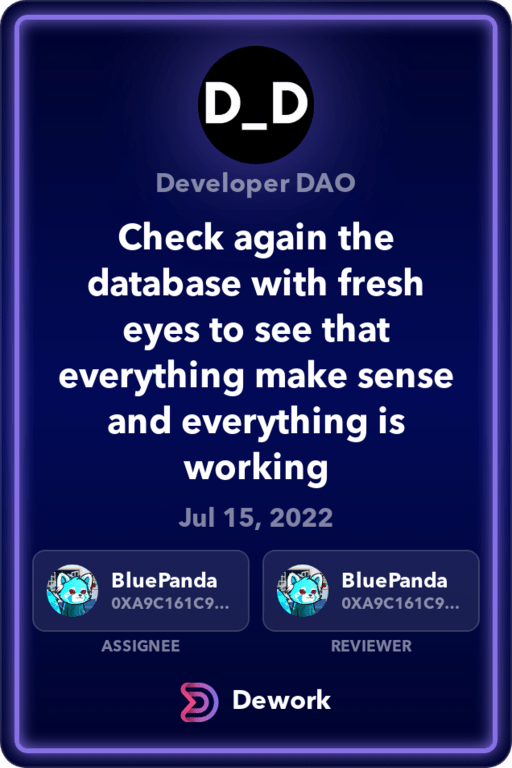 D_D
Developer DAO
Check again the
database with fresh
eyes to see that
everything make sense
and everything is
working
Jul 15, 2022
BluePanda
0XA9C161C9...
ASSIGNEE
BluePanda
0XA9C161C9...
REVIEWER
Dework